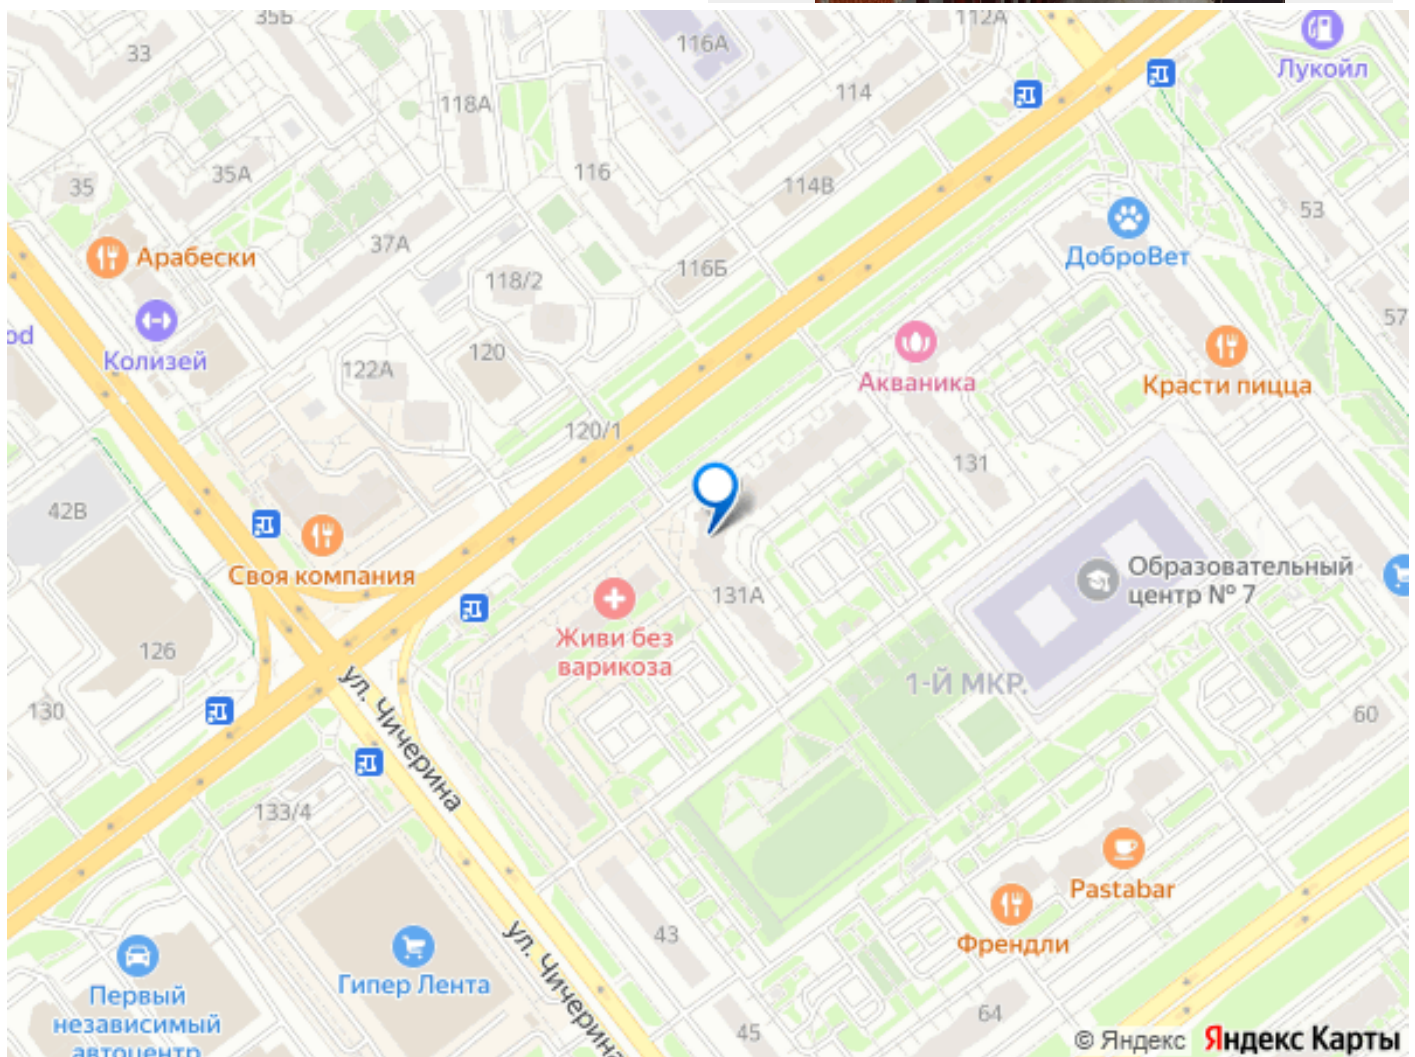 35Б
112А
33
116А
Лукойл
114
118А
116
35А
35
114В
53
ДоброВет
37А
Арабески
116Б
118/2
57
od
Колизей
120
122А
Акваника
Красти пицца
120/1
131
42В
Своя компания
Образовательный
центр № 7
131А
Живи без
варикоза
126
1-Й МКР.
130
60
ул. Чичерина
133/4
Pastabar
43
Френдли
ул. Чичерина
Гипер Лента
Первый
независимый
автоцентр
64
45
© Яндекс Яндекс Карты